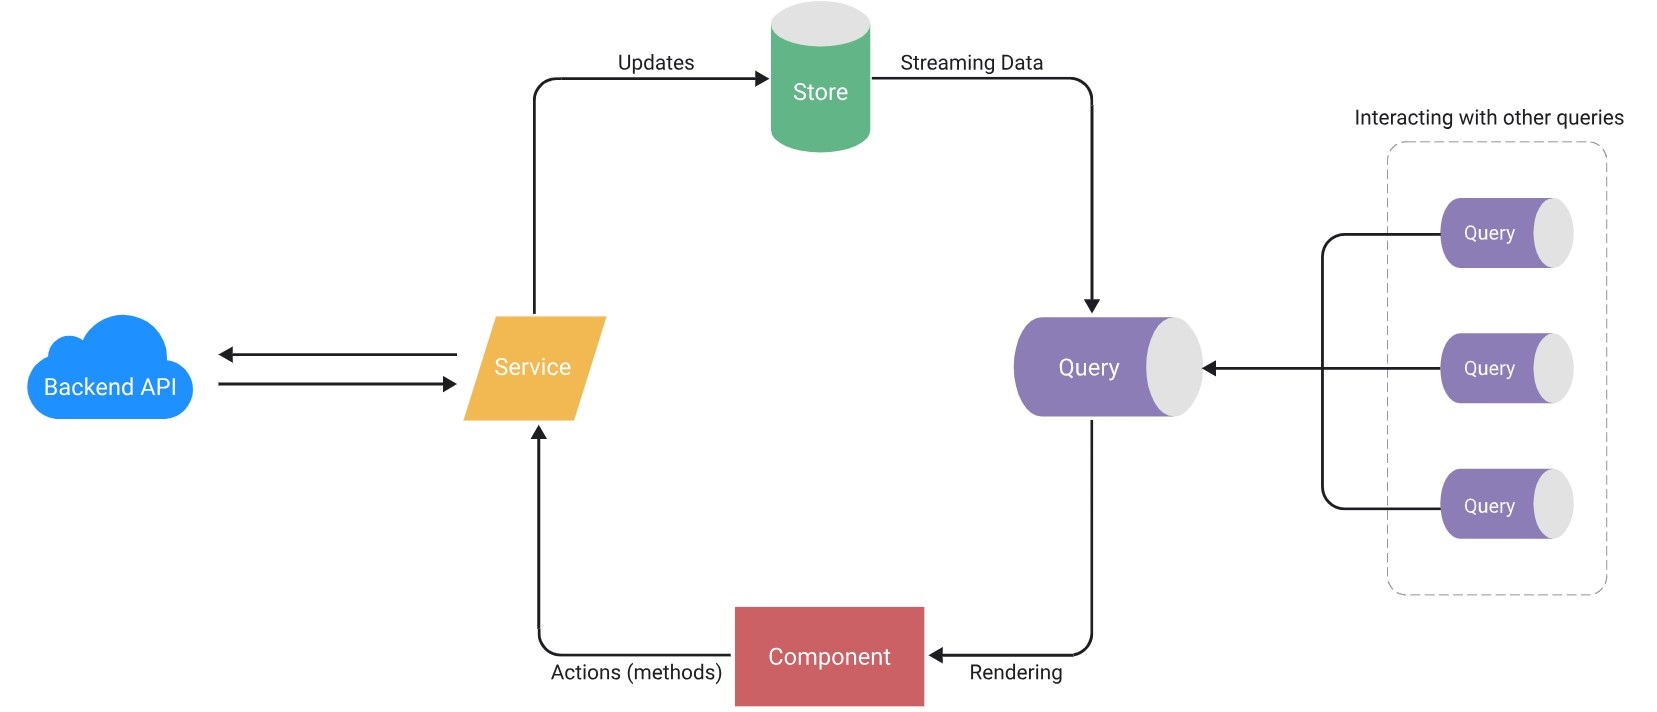 Updates
Streaming Data
Store
Interacting with other queries
Query
Service
Query
Query
Backend API
Query
Component
Actions (methods)
Rendering